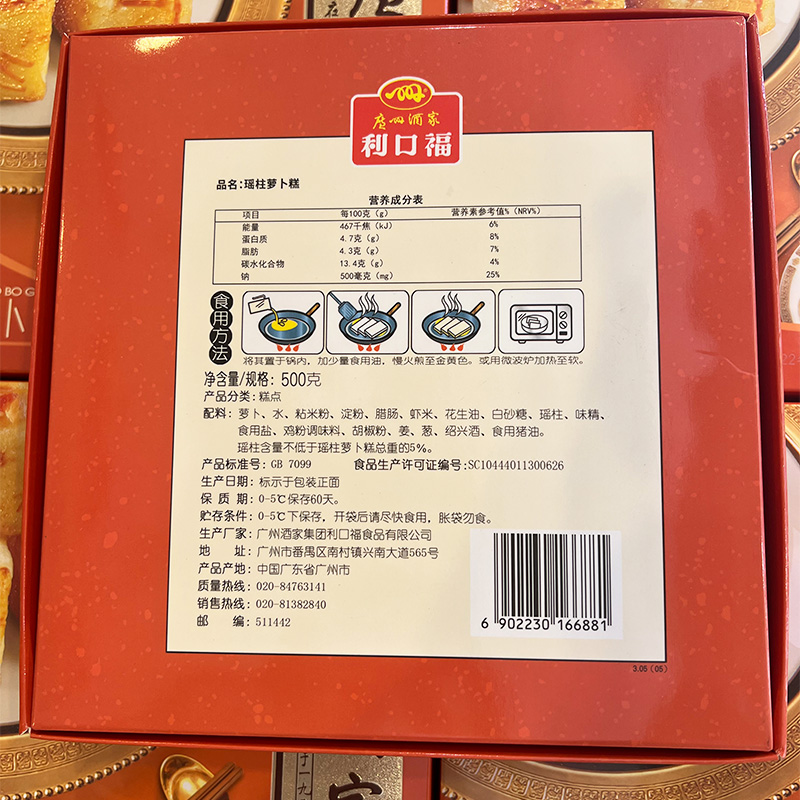 广州酒家
利口福
品名:瑶柱萝卜糕
营养成分表
项目 每100克(g) 营养素参考值%(NRV%)
能量 467千焦(kJ) 6%
蛋白质 4.7克(g) 8%
脂肪 4.3克(g) 7%
碳水化合物 13.4克(g) 4%
钠 500毫克(mg) 25%
食用方法
将其置于锅内,加少量食用油,慢火煎至金黄色。或用微波炉加热至软。
净含量/规格:500克
产品分类:糕点
配料:萝卜、水、粘米粉、淀粉、腊肠、虾米、花生油、白砂糖、瑶柱、味精、
食用盐、鸡粉调味料、胡椒粉、姜、葱、绍兴酒、食用猪油。
瑶柱含量不低于瑶柱萝卜糕总重的5%。
产品标准号:GB 7099 食品生产许可证编号:SC10444011300626
生产日期:标示于包装正面
保 质 期:0-5℃保存60天。
贮存条件:0-5℃下保存,开袋后请尽快食用,胀袋勿食。
生产厂家:广州酒家集团利口福食品有限公司
地 址:广州市番禺区南村镇兴南大道565号
产品产地:中国广东省广州市
质量热线:020-84763141
销售热线:020-81382840
邮 编:511442
6 902230 166881
3.05(05)
BO G
卜
于一九
家